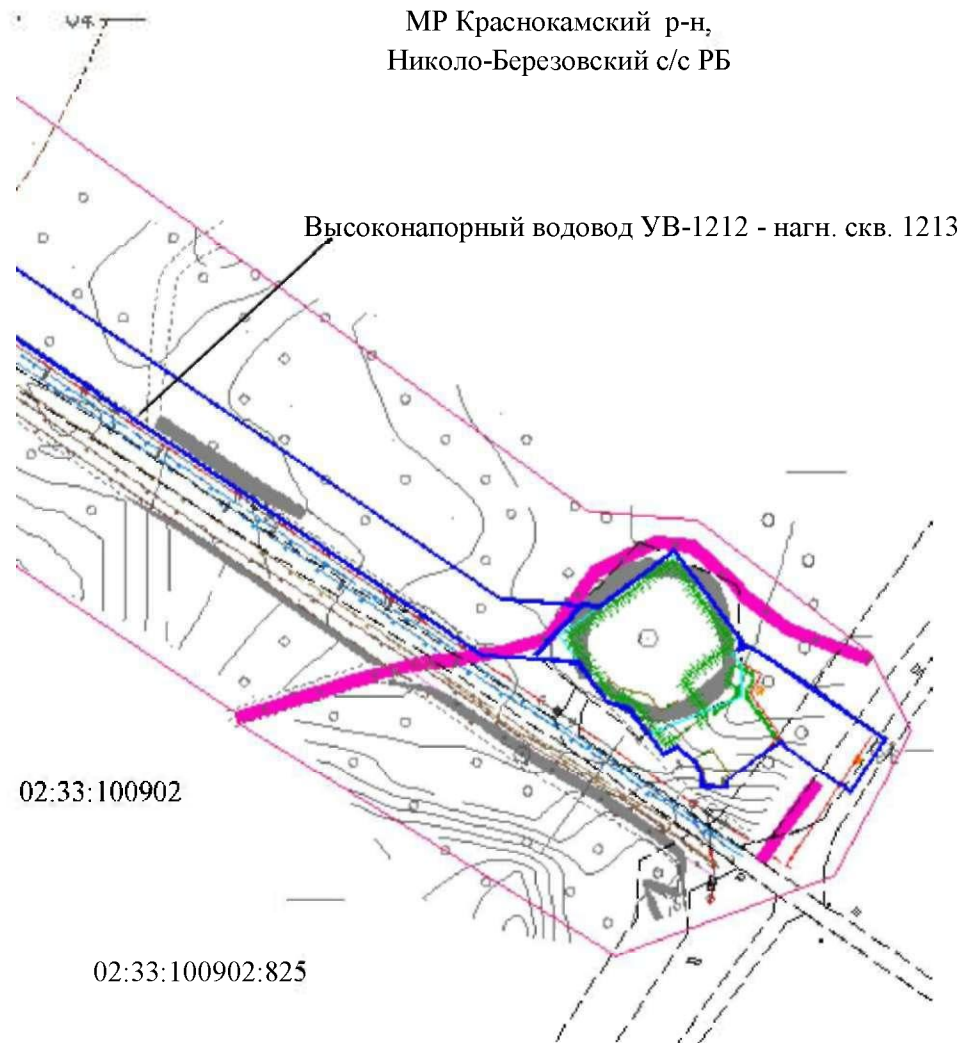 МР Краснокамский р-н,
Николо-Березовский с/с РБ
Высоконапорный водовод УВ-1212 - нагн. скв. 1213
02:33:100902
02:33:100902:825